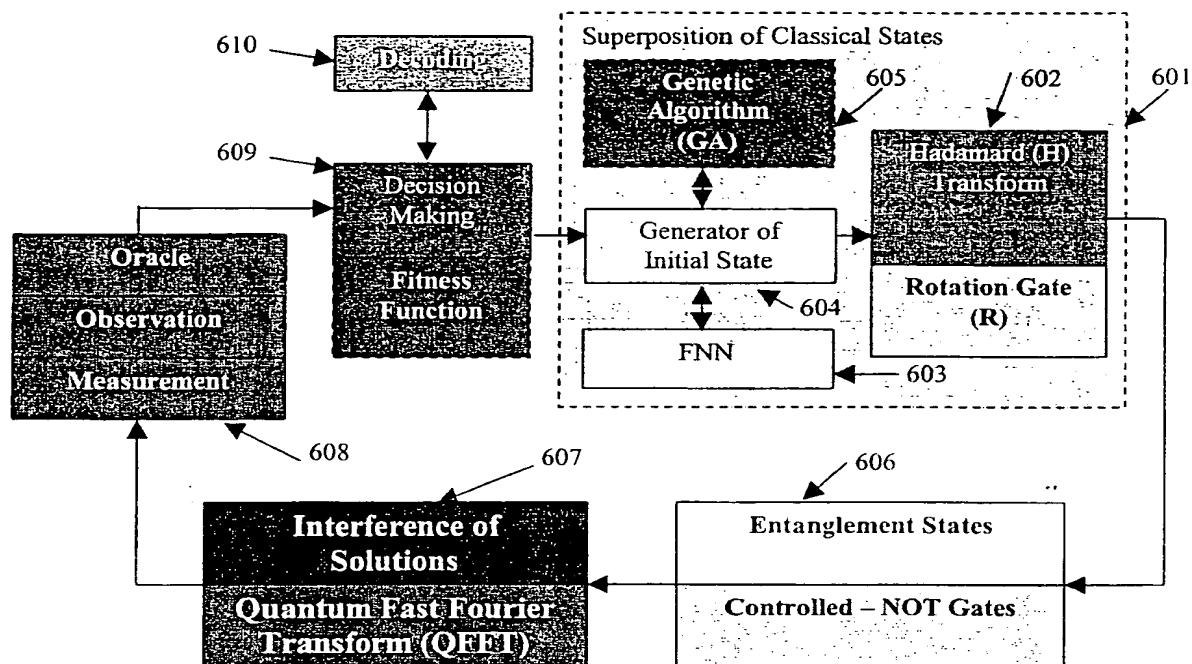 610
Decoding
609
Decision
Making
Fitness
Function
Oracle
Observation
Measurement
608
Superposition of Classical States
Genetic
Algorithm
(GA)
605
602
601
Hadamard (H)
Transform
Rotation Gate
(R)
Generator of
Initial State
604
FNN
603
607
Interference of
Solutions
Quantum Fast Fourier
Transform (QFFT)
606
Entanglement States
Controlled – NOT Gates